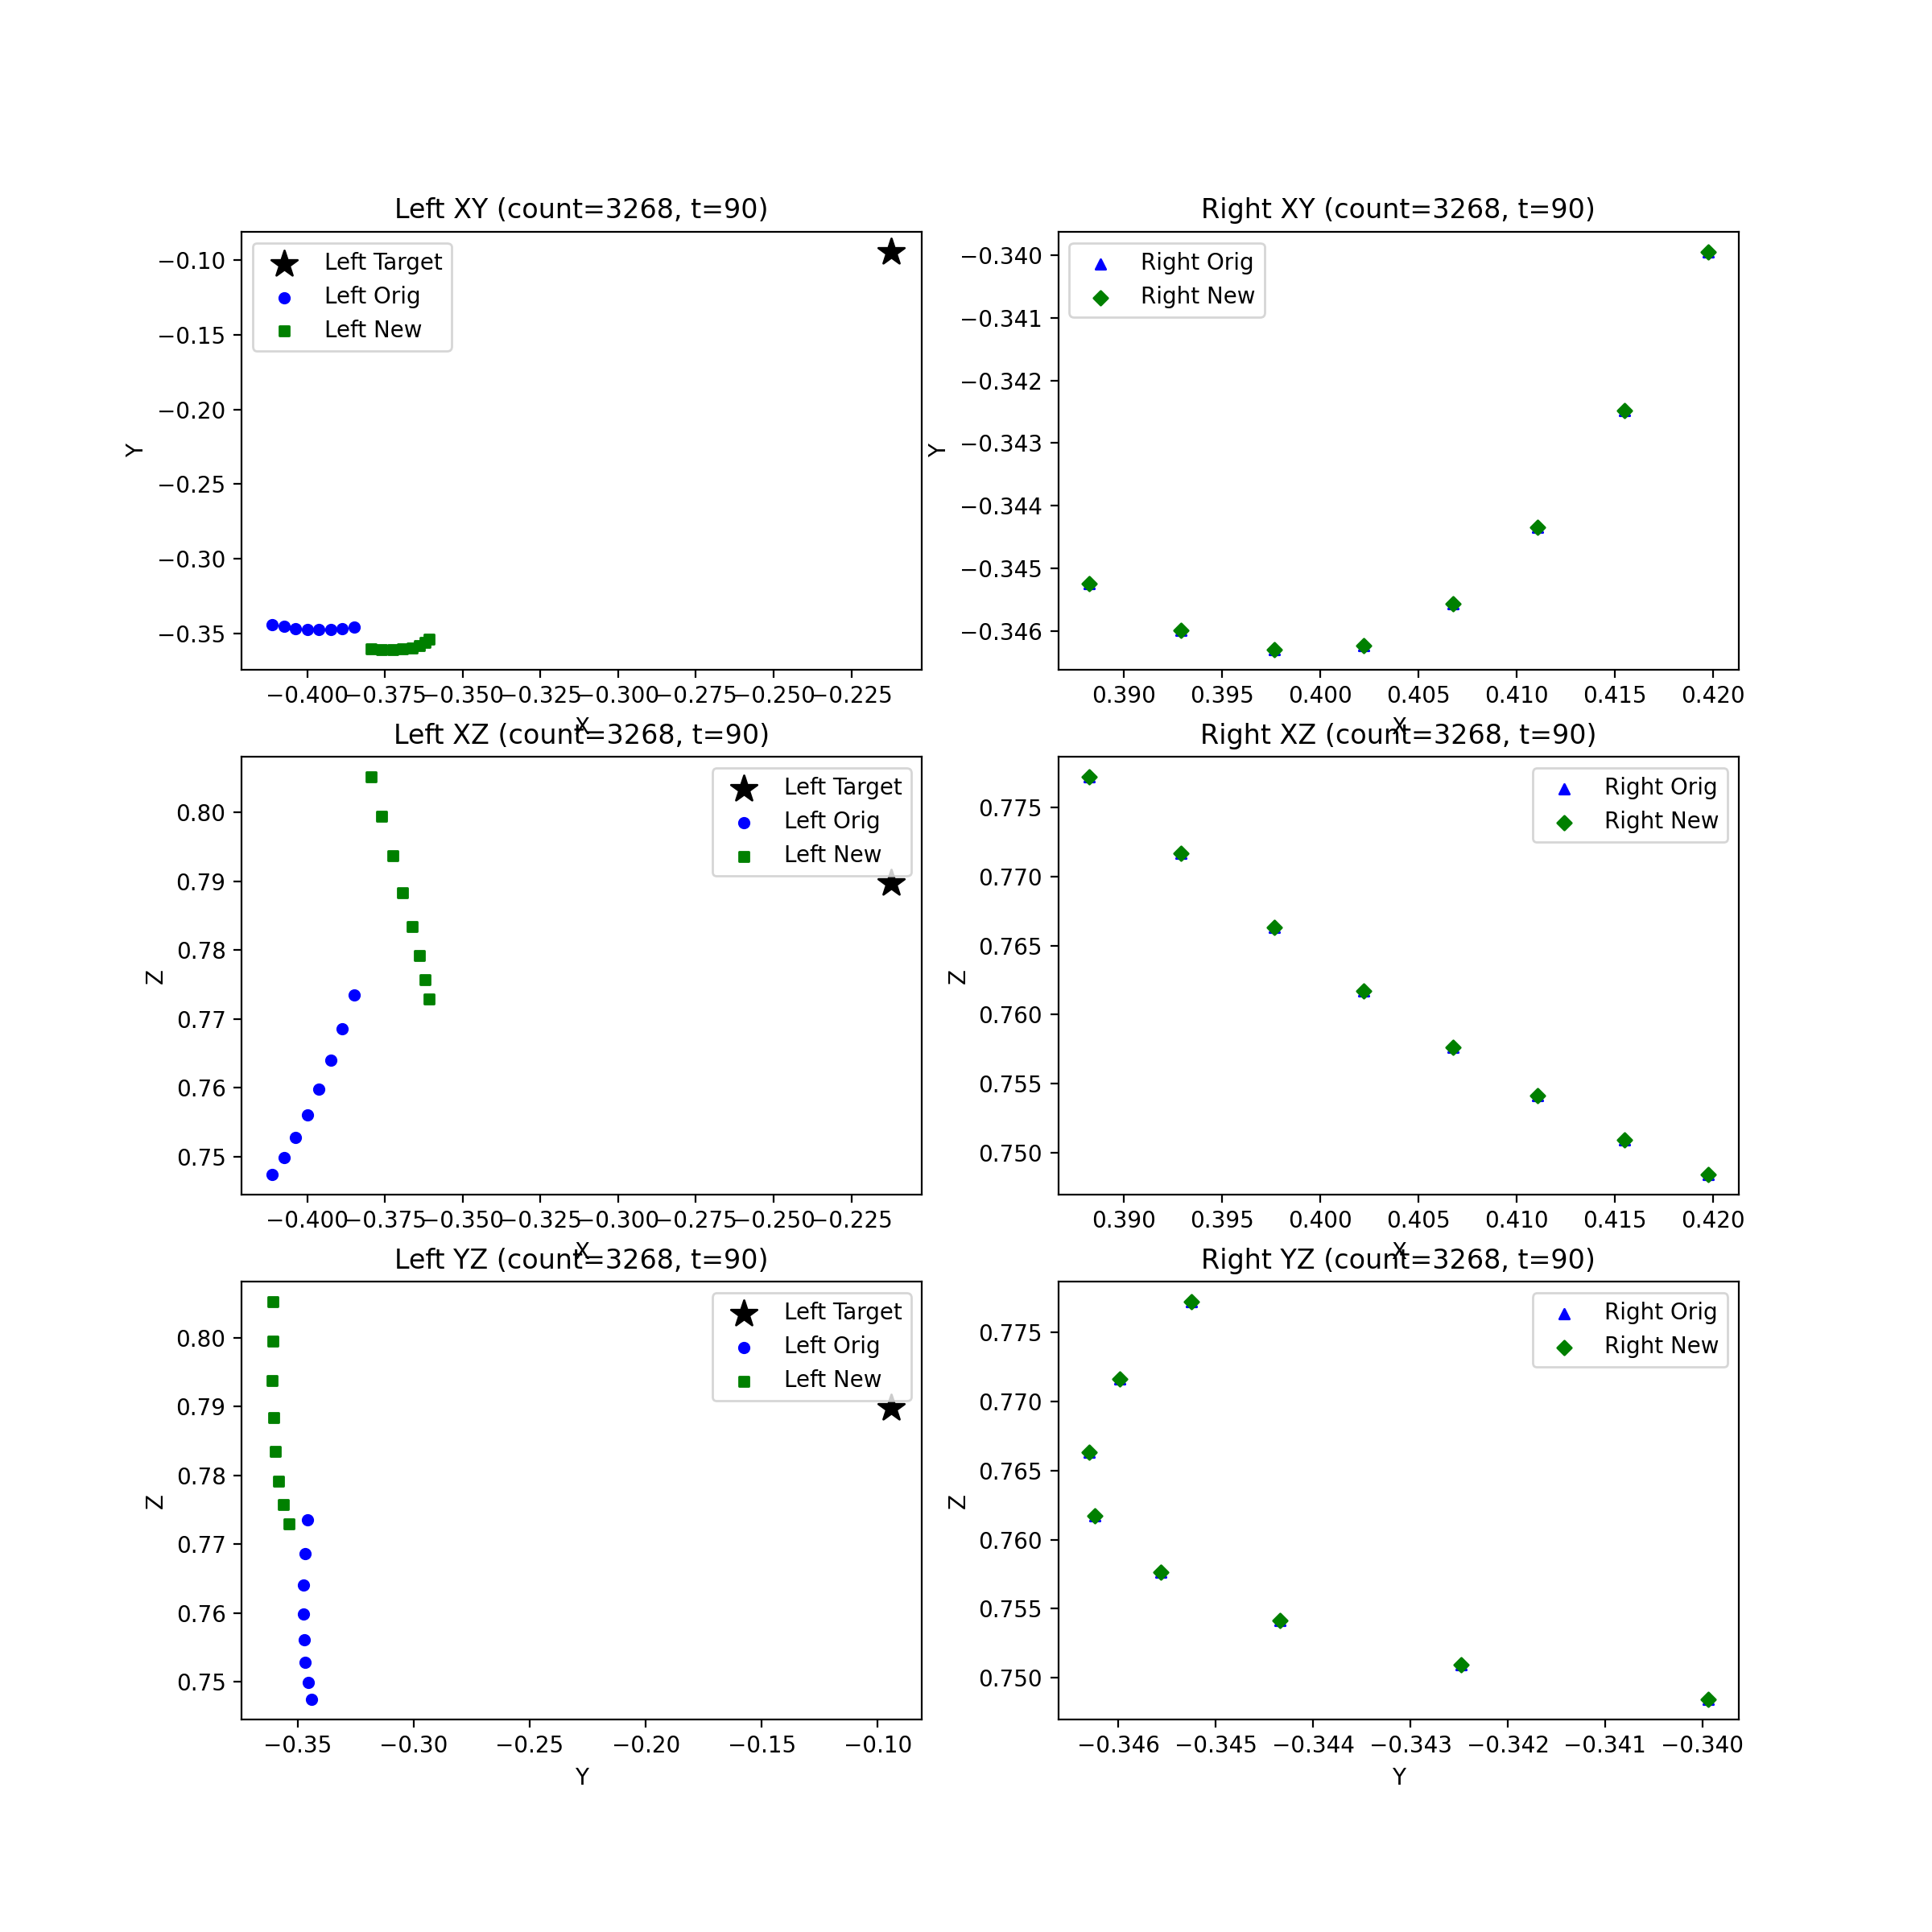 Left XY (count=3268, t=90)
Left Target
Left Orig
Left New
−0.10
−0.15
−0.20
−0.25
−0.30
−0.35
Y
−0.400 −0.375 −0.350 −0.325 −0.300 −0.275 −0.250 −0.225
X
Right XY (count=3268, t=90)
Right Orig
Right New
−0.340
−0.341
−0.342
−0.343
−0.344
−0.345
−0.346
Y
0.390 0.395 0.400 0.405 0.410 0.415 0.420
X
Left XZ (count=3268, t=90)
Left Target
Left Orig
Left New
0.80
0.79
0.78
0.77
0.76
0.75
Z
−0.400 −0.375 −0.350 −0.325 −0.300 −0.275 −0.250 −0.225
X
Right XZ (count=3268, t=90)
Right Orig
Right New
0.775
0.770
0.765
0.760
0.755
0.750
Z
0.390 0.395 0.400 0.405 0.410 0.415 0.420
X
Left YZ (count=3268, t=90)
Left Target
Left Orig
Left New
0.80
0.79
0.78
0.77
0.76
0.75
Z
−0.35 −0.30 −0.25 −0.20 −0.15 −0.10
Y
Right YZ (count=3268, t=90)
Right Orig
Right New
0.775
0.770
0.765
0.760
0.755
0.750
Z
−0.346 −0.345 −0.344 −0.343 −0.342 −0.341 −0.340
Y